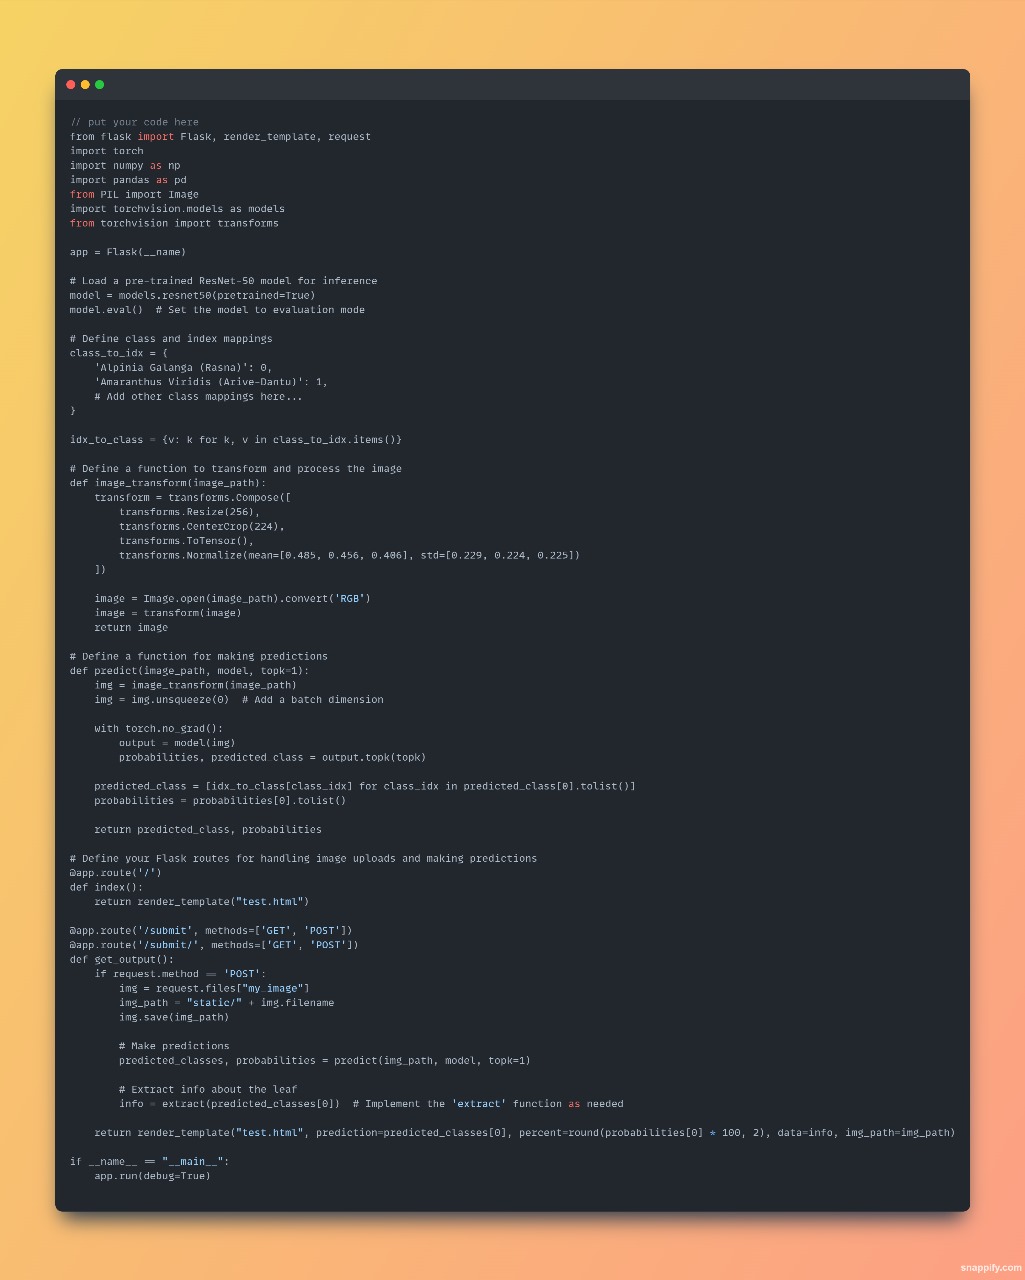 // put your code here
from flask import Flask, render_template, request
import torch
import numpy as np
import pandas as pd
from PIL import Image
import torchvision.models as models
from torchvision import transforms

app = Flask(__name)

# Load a pre-trained ResNet-50 model for inference
model = models.resnet50(pretrained=True)
model.eval()  # Set the model to evaluation mode

# Define class and index mappings
class_to_idx = {
    'Alpinia Galanga (Rasna)': 0,
    'Amaranthus Viridis (Arive-Dantu)': 1,
    # Add other class mappings here...
}

idx_to_class = {v: k for k, v in class_to_idx.items()}

# Define a function to transform and process the image
def image_transform(image_path):
    transform = transforms.Compose([
        transforms.Resize(256),
        transforms.CenterCrop(224),
        transforms.ToTensor(),
        transforms.Normalize(mean=[0.485, 0.456, 0.406], std=[0.229, 0.224, 0.225])
    ])

    image = Image.open(image_path).convert('RGB')
    image = transform(image)
    return image

# Define a function for making predictions
def predict(image_path, model, topk=1):
    img = image_transform(image_path)
    img = img.unsqueeze(0)  # Add a batch dimension

    with torch.no_grad():
        output = model(img)
        probabilities, predicted_class = output.topk(topk)

    predicted_class = [idx_to_class[class_idx] for class_idx in predicted_class[0].tolist()]
    probabilities = probabilities[0].tolist()

    return predicted_class, probabilities

# Define your Flask routes for handling image uploads and making predictions
@app.route('/')
def index():
    return render_template("test.html")

@app.route('/submit', methods=['GET', 'POST'])
@app.route('/submit/', methods=['GET', 'POST'])
def get_output():
    if request.method == 'POST':
        img = request.files["my_image"]
        img_path = "static/" + img.filename
        img.save(img_path)

        # Make predictions
        predicted_classes, probabilities = predict(img_path, model, topk=1)

        # Extract info about the leaf
        info = extract(predicted_classes[0])  # Implement the 'extract' function as needed

    return render_template("test.html", prediction=predicted_classes[0], percent=round(probabilities[0] * 100, 2), data=info, img_path=img_path)

if __name__ == "__main__":
    app.run(debug=True)
snappify.com